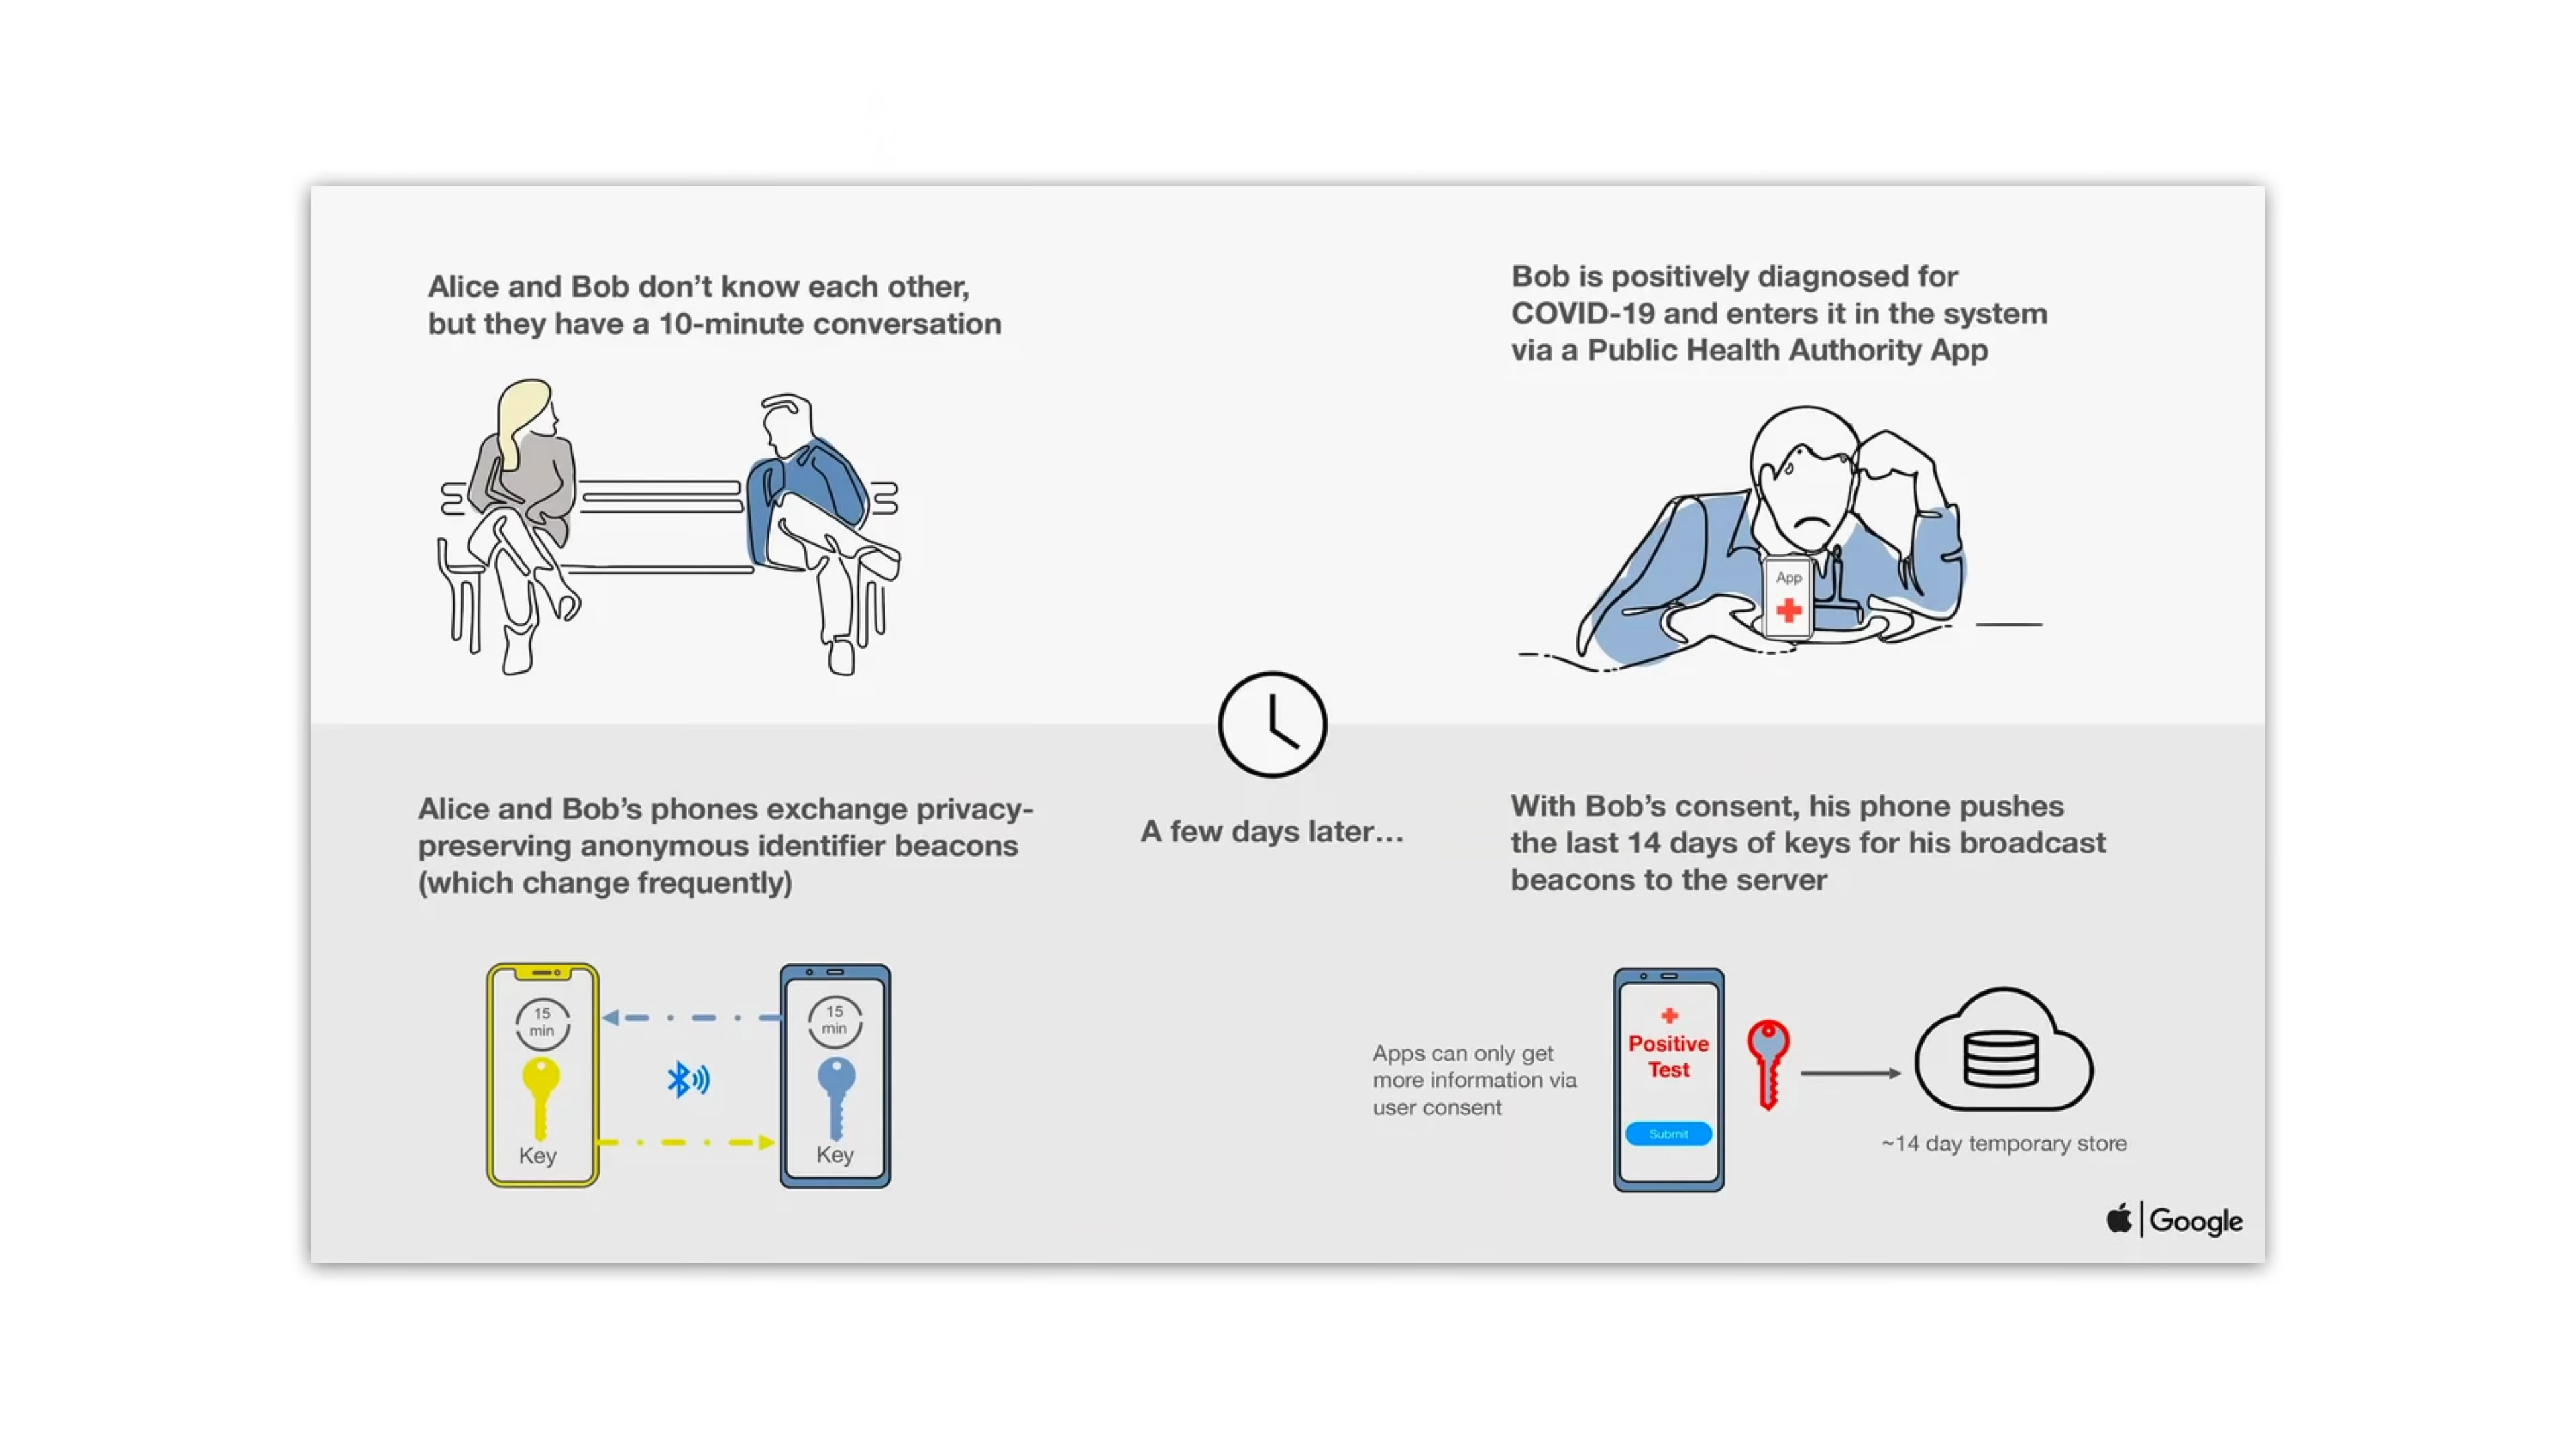 Alice and Bob don't know each other,
but they have a 10-minute conversation
Bob is positively diagnosed for
COVID-19 and enters it in the system
via a Public Health Authority App
App
Alice and Bob's phones exchange privacy-
preserving anonymous identifier beacons
(which change frequently)
15
min
Key
15
min
Key
A few days later...
With Bob's consent, his phone pushes
the last 14 days of keys for his broadcast
beacons to the server
Apps can only get
more information via
user consent
Positive
Test
Submit
~14 day temporary store
Google